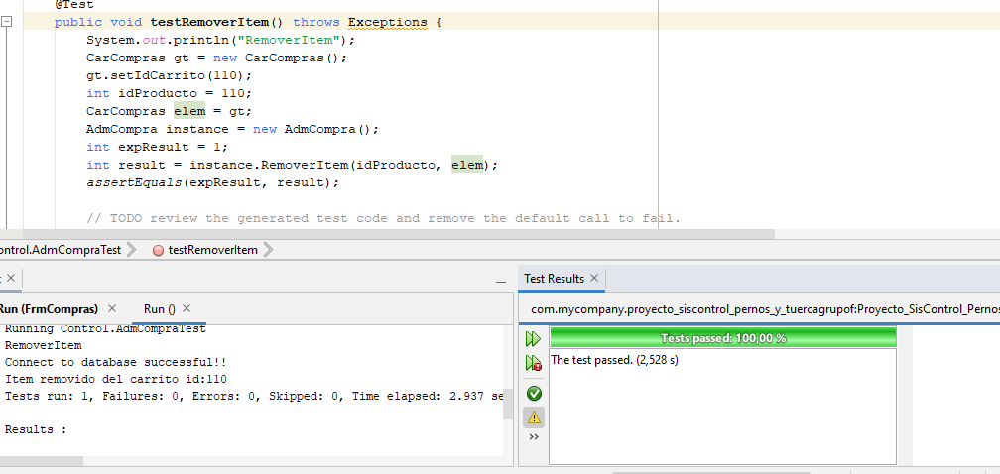 @Test
public void testRemoverItem() throws Exceptions {
System.out.println("RemoverItem");
CarCompras gt = new CarCompras();
gt.setIdCarrito(110);
int idProducto = 110;
CarCompras elem = gt;
AdmCompra instance = new AdmCompra();
int expResult = 1;
int result = instance.RemoverItem(idProducto, elem);
assertEquals(expResult, result);
// TODO review the generated test code and remove the default call to fail.
ontrol.AdmCompraTest
testRemoverItem
Run (FrmCompras)
Run ()
Running Control.AdmCompraTest
RemoverItem
Connect to database successful!!
Item removido del carrito id:110
Tests run: 1, Failures: 0, Errors: 0, Skipped: 0, Time elapsed: 2.937 se
Results :
Test Results
com.mycompany.proyecto_siscontrol_pernos_y_tuercagrupof:Proyecto_SisControl_Pernos
Tests passed: 100,00 %
The test passed. (2,528 s)